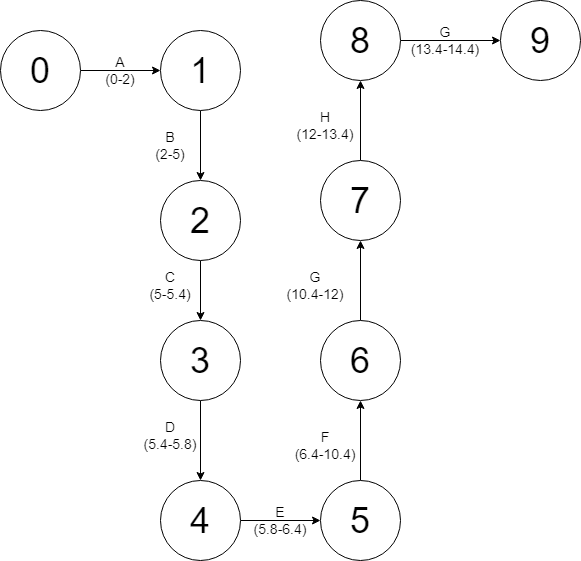 0
A
(0-2)
1
B
(2-5)
2
C
(5-5.4)
3
D
(5.4-5.8)
4
E
(5.8-6.4)
5
F
(6.4-10.4)
6
G
(10.4-12)
7
H
(12-13.4)
8
G
(13.4-14.4)
9